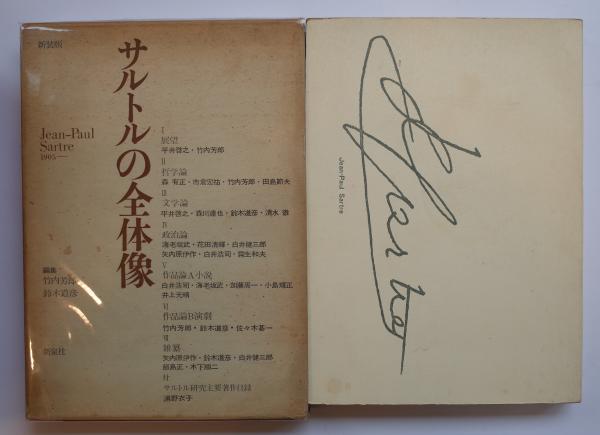 新装版
サルトルの全体像
Jean-Paul
Sartre
1905—
I
展望
平井啓之・竹内芳郎
II
哲学論
森 有正・市倉宏祐・竹内芳郎・田島節夫
III
文学論
平井啓之・森川達也・鈴木道彦・清水 徹
IV
政治論
海老坂武・花田清輝・白井健三郎
矢内原伊作・白井浩司・霧生和夫
V
作品論A小説
白井浩司・海老坂武・加藤周一・小島輝正
井上光晴
VI
作品論B演劇
竹内芳郎・鈴木道彦・佐々木基一
VII
雑纂
矢内原伊作・鈴木道彦・白井健三郎
飯島正・木下順二
付
サルトル研究主要著作目録
浦野衣子
編集
竹内芳郎
鈴木道彦
新泉社
Jean-Paul Sartre